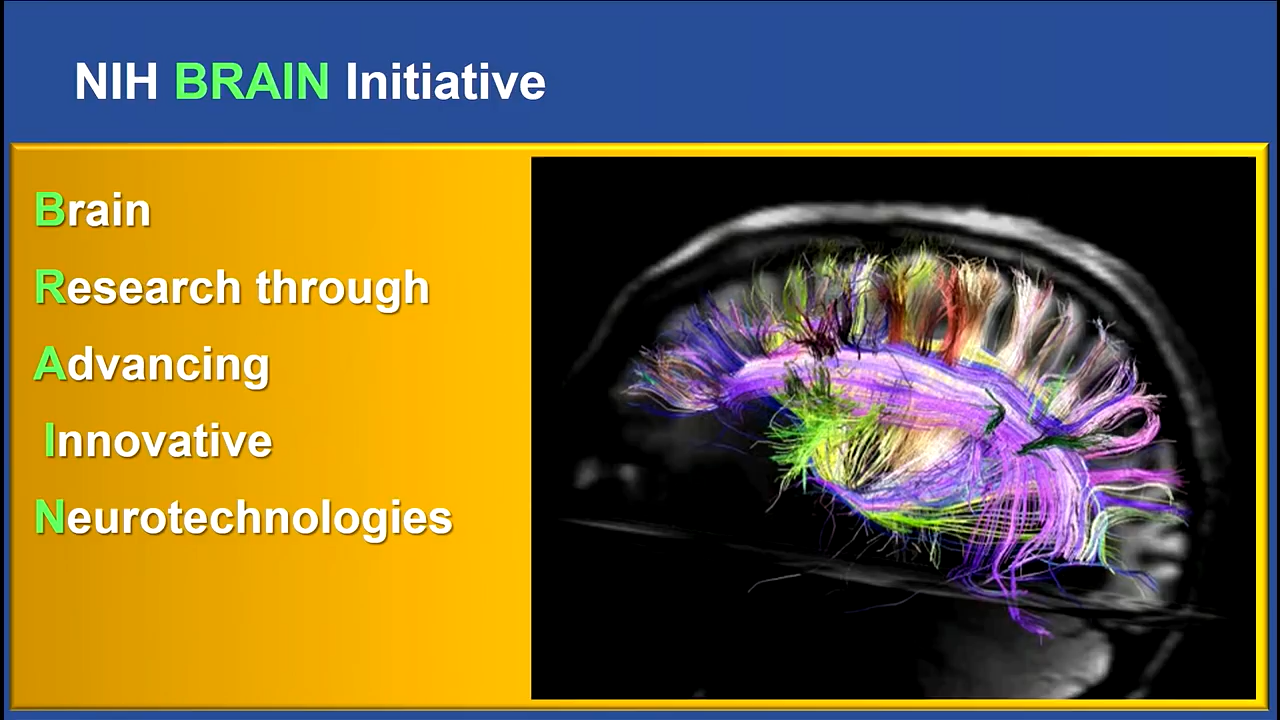 NIH BRAIN Initiative
Brain
Research through
Advancing
Innovative
Neurotechnologies